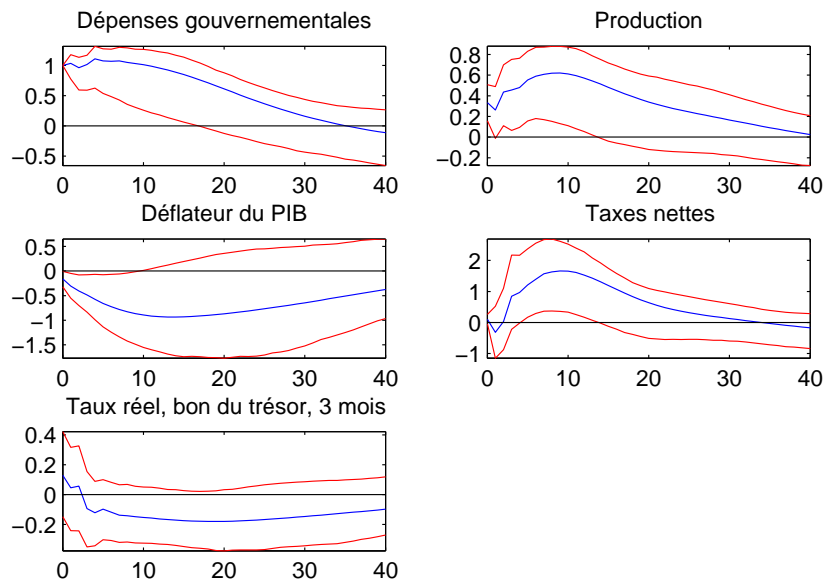 Dépenses gouvernementales
1
0.5
0
−0.5
0 10 20 30 40
Production
0.8
0.6
0.4
0.2
0
−0.2
0 10 20 30 40
Déflateur du PIB
0.5
0
−0.5
−1
−1.5
0 10 20 30 40
Taxes nettes
2
1
0
−1
0 10 20 30 40
Taux réel, bon du trésor, 3 mois
0.4
0.2
0
−0.2
0 10 20 30 40